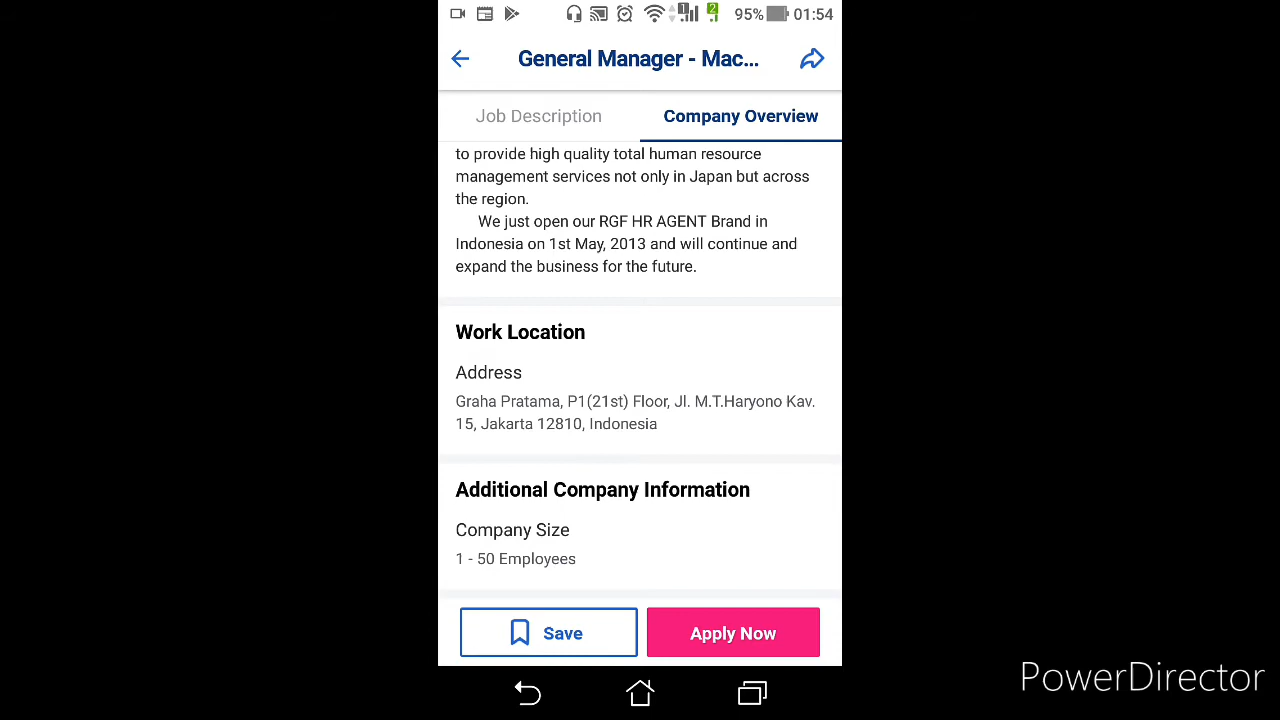 1 2 95% 01:54
General Manager - Mac...
Job Description Company Overview
to provide high quality total human resource
management services not only in Japan but across
the region.
We just open our RGF HR AGENT Brand in
Indonesia on 1st May, 2013 and will continue and
expand the business for the future.
Work Location
Address
Graha Pratama, P1(21st) Floor, Jl. M.T.Haryono Kav.
15, Jakarta 12810, Indonesia
Additional Company Information
Company Size
1 - 50 Employees
Save Apply Now
PowerDirector